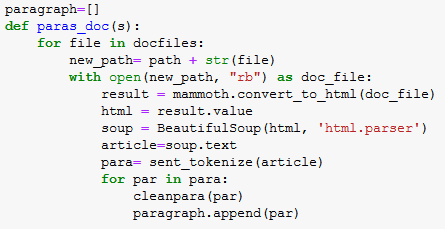 paragraph=[]
def paras_doc(s):
    for file in docfiles:
        new_path= path + str(file)
        with open(new_path, "rb") as doc_file:
            result = mammoth.convert_to_html(doc_file)
            html = result.value
            soup = BeautifulSoup(html, 'html.parser')
            article=soup.text
            para= sent_tokenize(article)
            for par in para:
                cleanpara(par)
                paragraph.append(par)